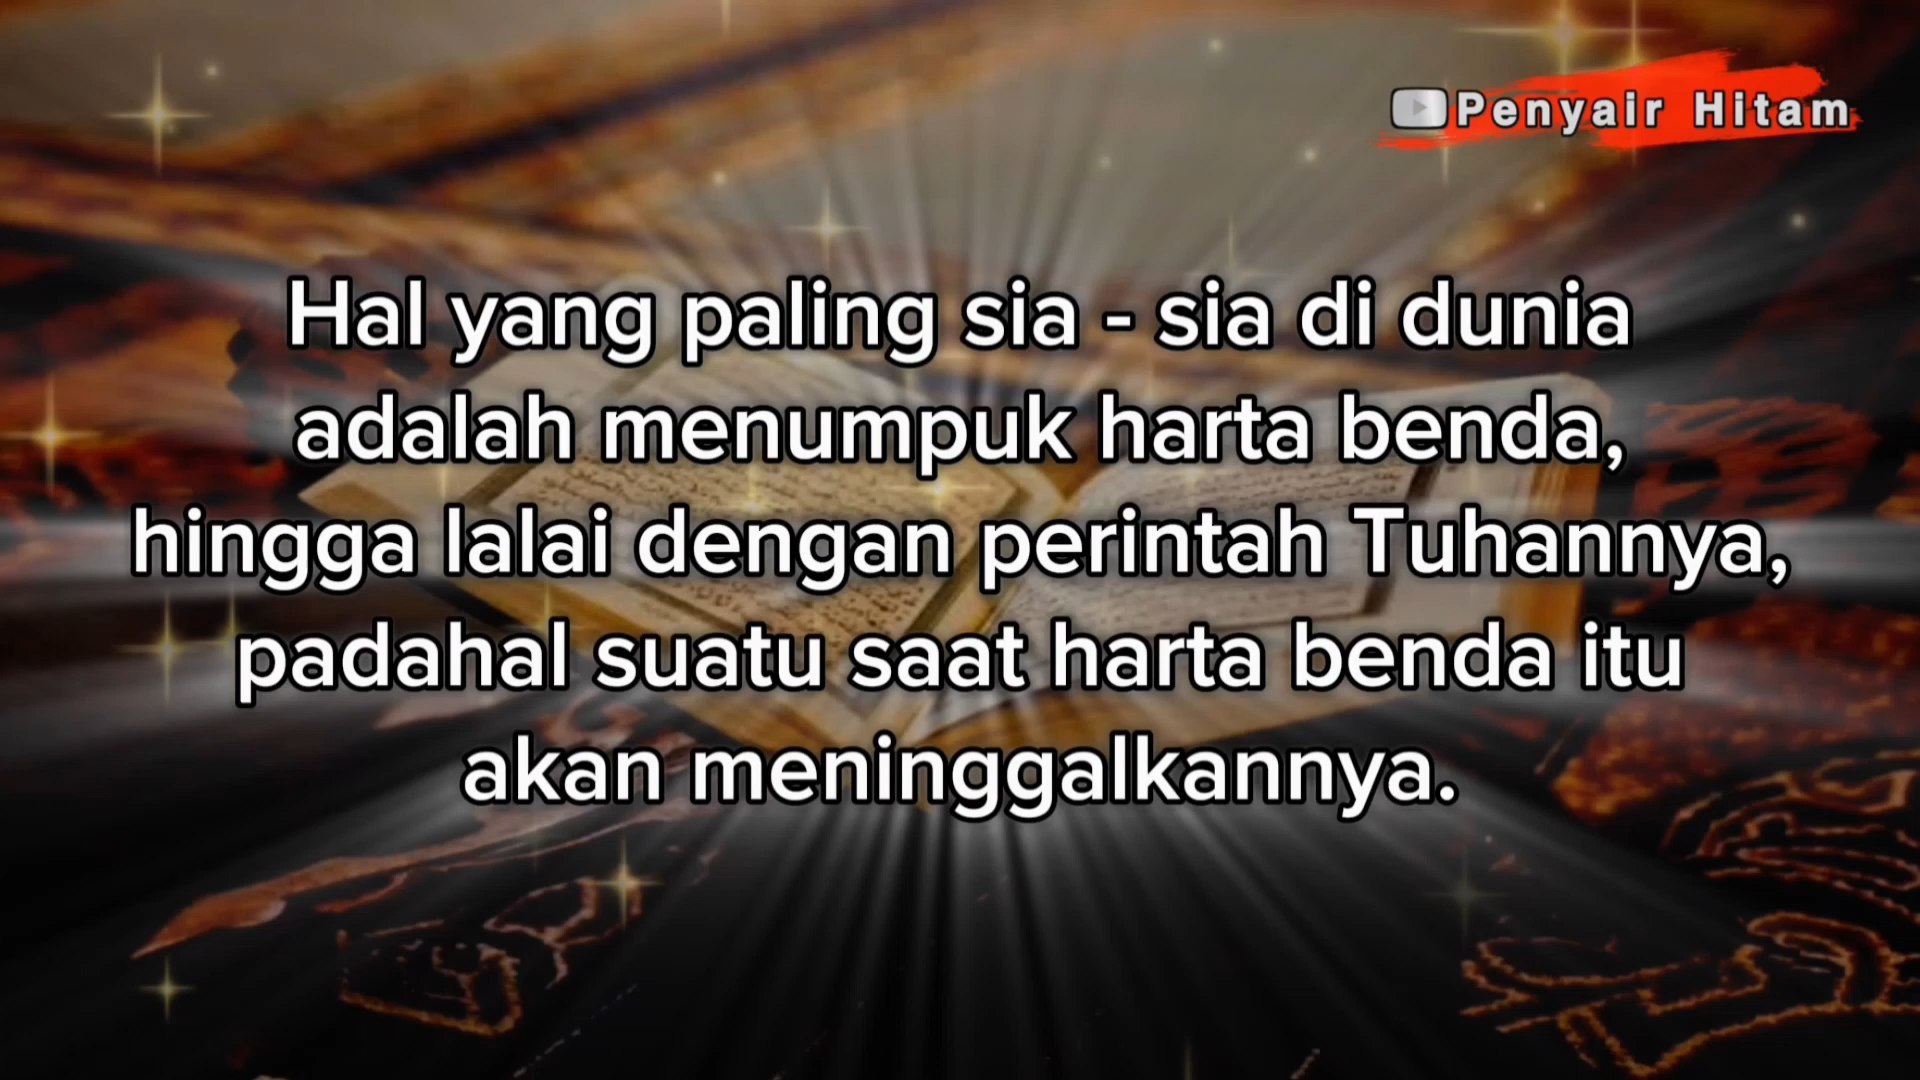 Penyair Hitam
Hal yang paling sia - sia di dunia
adalah menumpuk harta benda,
hingga lalai dengan perintah Tuhannya,
padahal suatu saat harta benda itu
akan meninggalkannya.